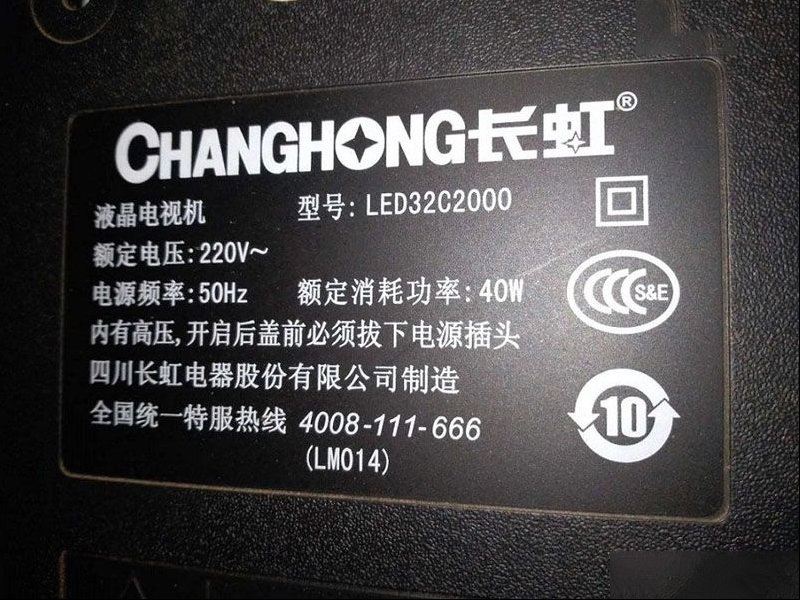 CHANGHONG长虹®
液晶电视机 型号: LED32C2000
额定电压: 220V~
电源频率: 50Hz 额定消耗功率: 40W
S&E
内有高压,开启后盖前必须拔下电源插头
四川长虹电器股份有限公司制造
全国统一特服热线 4008-111-666
(LM014)
10